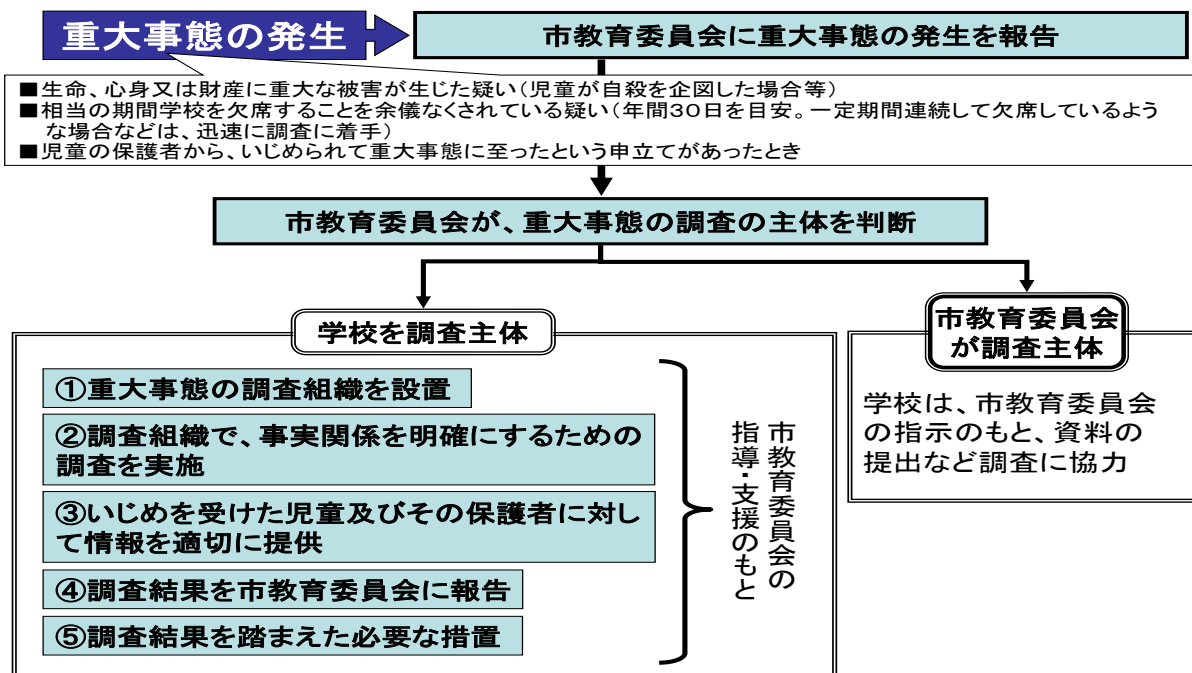 重大事態の発生
市教育委員会に重大事態の発生を報告
■生命、心身又は財産に重大な被害が生じた疑い(児童が自殺を企図した場合等)
■相当の期間学校を欠席することを余儀なくされている疑い(年間30日を目安。一定期間連続して欠席しているよう
な場合などは、迅速に調査に着手)
■児童の保護者から、いじめられて重大事態に至ったという申立てがあったとき
市教育委員会が、重大事態の調査の主体を判断
学校を調査主体
①重大事態の調査組織を設置
②調査組織で、事実関係を明確にするための
調査を実施
③いじめを受けた児童及びその保護者に対し
て情報を適切に提供
④調査結果を市教育委員会に報告
⑤調査結果を踏まえた必要な措置
市教育委員会の
指導・支援のもと
市教育委員会
が調査主体
学校は、市教育委員会
の指示のもと、資料の
提出など調査に協力